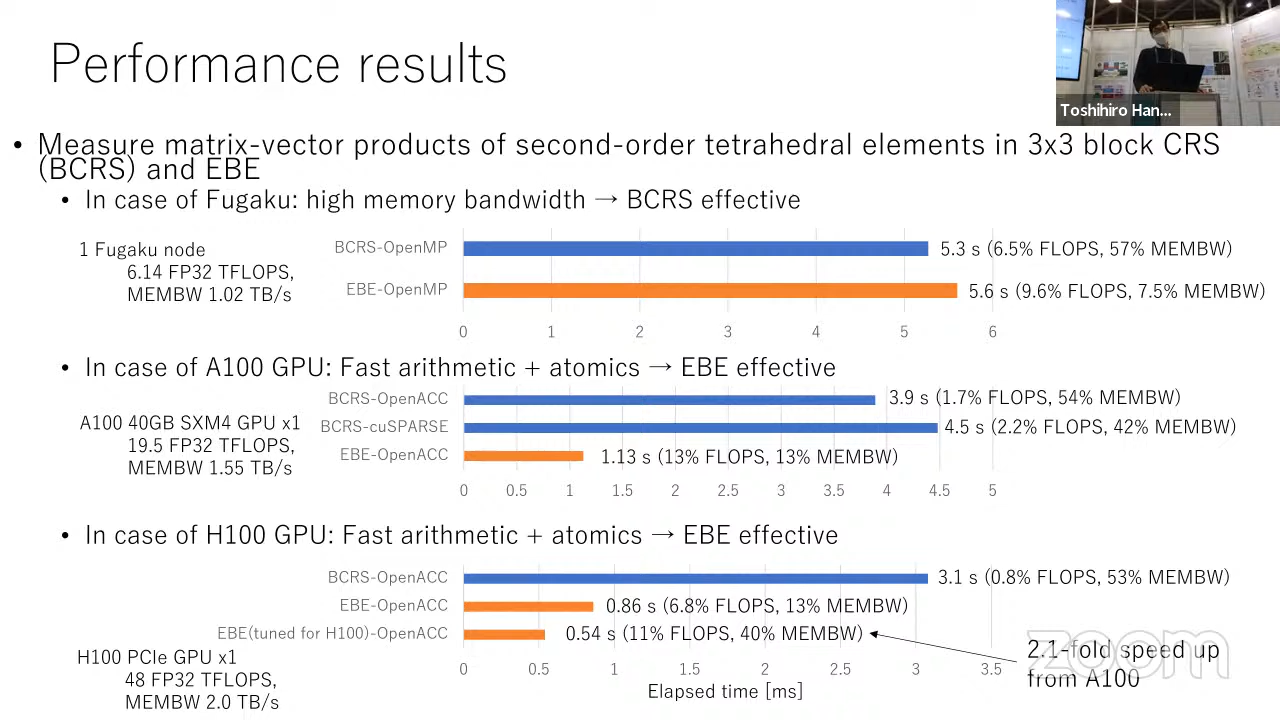 Performance results
Toshihiro Han...
• Measure matrix-vector products of second-order tetrahedral elements in 3x3 block CRS
(BCRS) and EBE
• In case of Fugaku: high memory bandwidth → BCRS effective
1 Fugaku node
6.14 FP32 TFLOPS,
MEMBW 1.02 TB/s
BCRS-OpenMP
5.3 s (6.5% FLOPS, 57% MEMBW)
EBE-OpenMP
5.6 s (9.6% FLOPS, 7.5% MEMBW)
0 1 2 3 4 5 6
• In case of A100 GPU: Fast arithmetic + atomics → EBE effective
A100 40GB SXM4 GPU x1
19.5 FP32 TFLOPS,
MEMBW 1.55 TB/s
BCRS-OpenACC
3.9 s (1.7% FLOPS, 54% MEMBW)
BCRS-cuSPARSE
4.5 s (2.2% FLOPS, 42% MEMBW)
EBE-OpenACC
1.13 s (13% FLOPS, 13% MEMBW)
0 0.5 1 1.5 2 2.5 3 3.5 4 4.5 5
• In case of H100 GPU: Fast arithmetic + atomics → EBE effective
BCRS-OpenACC
3.1 s (0.8% FLOPS, 53% MEMBW)
EBE-OpenACC
0.86 s (6.8% FLOPS, 13% MEMBW)
EBE(tuned for H100)-OpenACC
0.54 s (11% FLOPS, 40% MEMBW)
H100 PCIe GPU x1
48 FP32 TFLOPS,
MEMBW 2.0 TB/s
0 0.5 1 1.5 2 2.5 3 3.5
Elapsed time [ms]
2.1-fold speed up
from A100
zoom